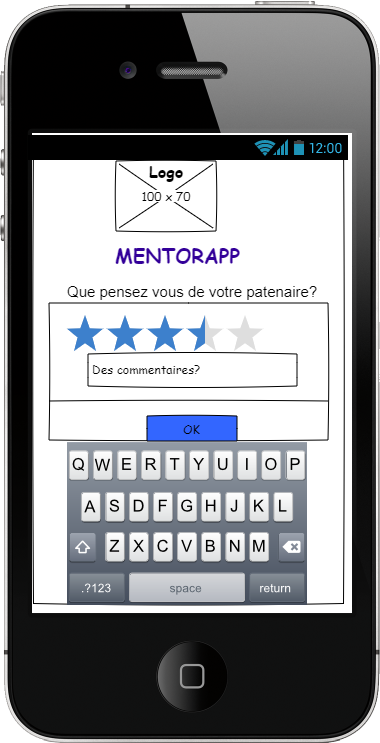 12:00
Logo
100 x 70
MENTORAPP
Que pensez vous de votre patenaire?
Des commentaires?
OK
Q W E R T Y U I O P
A S D F G H J K L
Z X C V B N M
.?123 space return